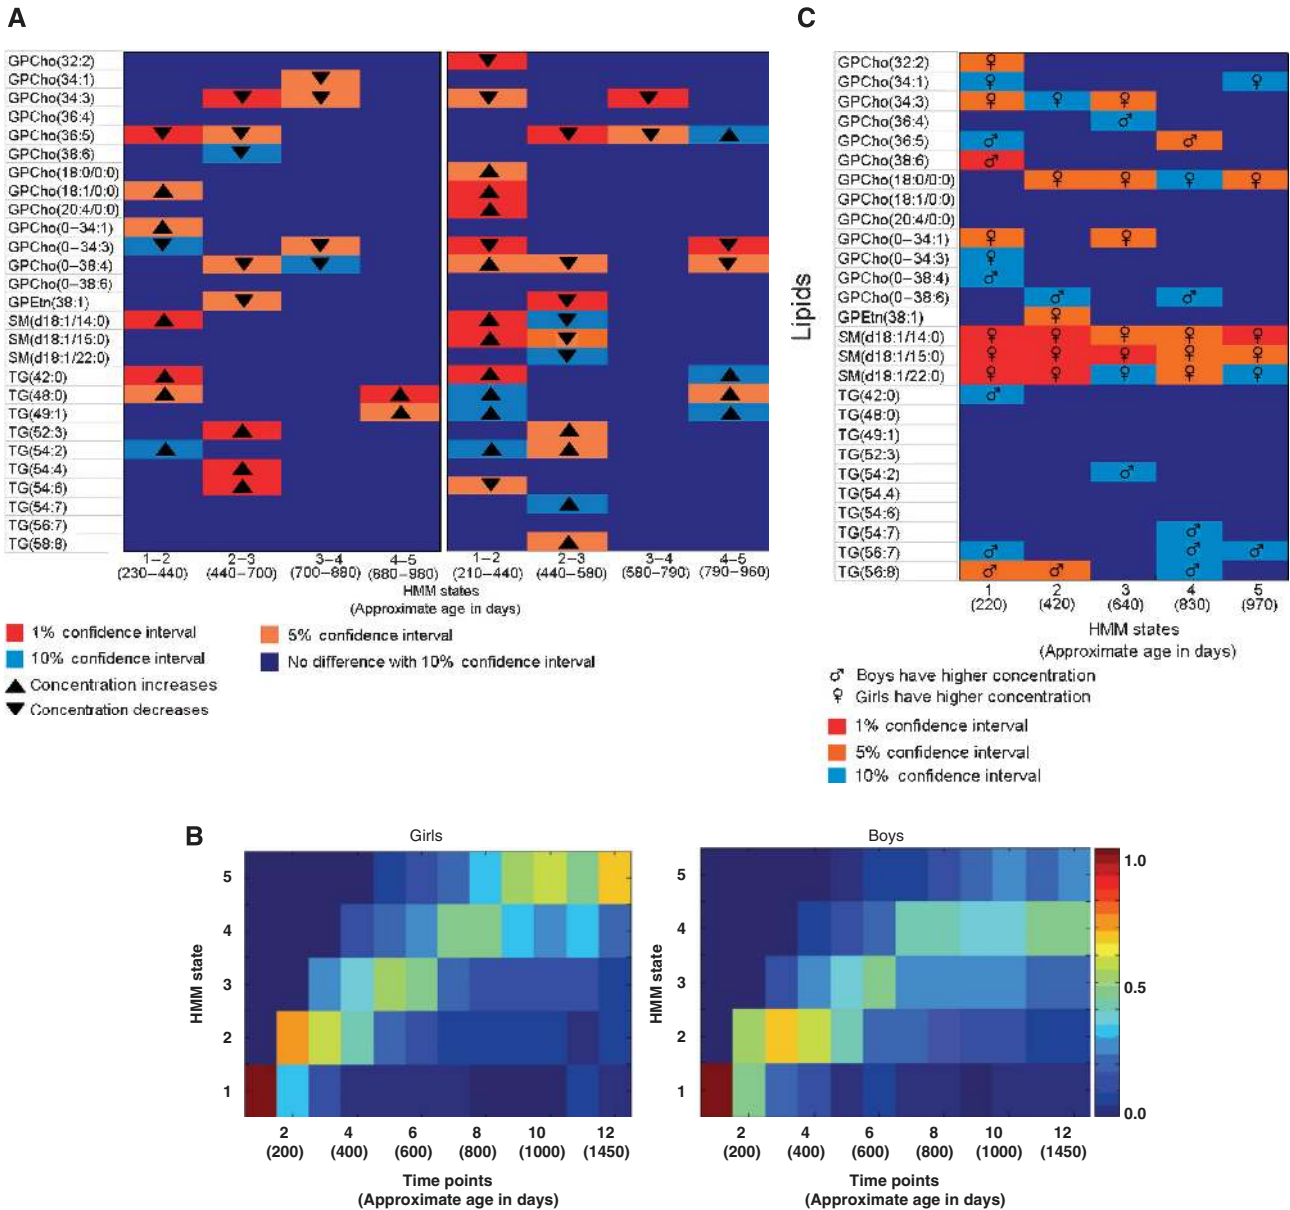 A
GPCho(32:2)
GPCho(34:1)
GPCho(34:3)
GPCho(36:4)
GPCho(36:5)
GPCho(38:6)
GPCho(18:0/0:0)
GPCho(18:1/0:0)
GPCho(20:4/0:0)
GPCho(0–34:1)
GPCho(0–34:3)
GPCho(0–38:4)
GPCho(0–38:6)
GPEtn(38:1)
SM(d18:1/14:0)
SM(d18:1/15:0)
SM(d18:1/22:0)
TG(42:0)
TG(48:0)
TG(49:1)
TG(52:3)
TG(54:2)
TG(54:4)
TG(54:6)
TG(54:7)
TG(56:7)
TG(58:8)
1–2 2–3 3–4 4–5 1–2 2–3 3–4 4–5
(230–440) (440–700) (700–880) (880–980) (210–440) (440–580) (580–790) (790–960)
HMM states
(Approximate age in days)
1% confidence interval
5% confidence interval
10% confidence interval
No difference with 10% confidence interval
Concentration increases
Concentration decreases
C
Lipids
GPCho(32:2)
GPCho(34:1)
GPCho(34:3)
GPCho(36:4)
GPCho(36:5)
GPCho(38:6)
GPCho(18:0/0:0)
GPCho(18:1/0:0)
GPCho(20:4/0:0)
GPCho(0–34:1)
GPCho(0–34:3)
GPCho(0–38:4)
GPCho(0–38:6)
GPEtn(38:1)
SM(d18:1/14:0)
SM(d18:1/15:0)
SM(d18:1/22:0)
TG(42:0)
TG(48:0)
TG(49:1)
TG(52:3)
TG(54:2)
TG(54.4)
TG(54:6)
TG(54:7)
TG(56:7)
TG(56:8)
1 2 3 4 5
(220) (420) (640) (830) (970)
HMM states
(Approximate age in days)
♂ Boys have higher concentration
♀ Girls have higher concentration
1% confidence interval
5% confidence interval
10% confidence interval
B
Girls
HMM state
5
4
3
2
1
2 4 6 8 10 12
(200) (400) (600) (800) (1000) (1450)
Time points
(Approximate age in days)
Boys
HMM state
5
4
3
2
1
2 4 6 8 10 12
(200) (400) (600) (800) (1000) (1450)
Time points
(Approximate age in days)
1.0
0.5
0.0